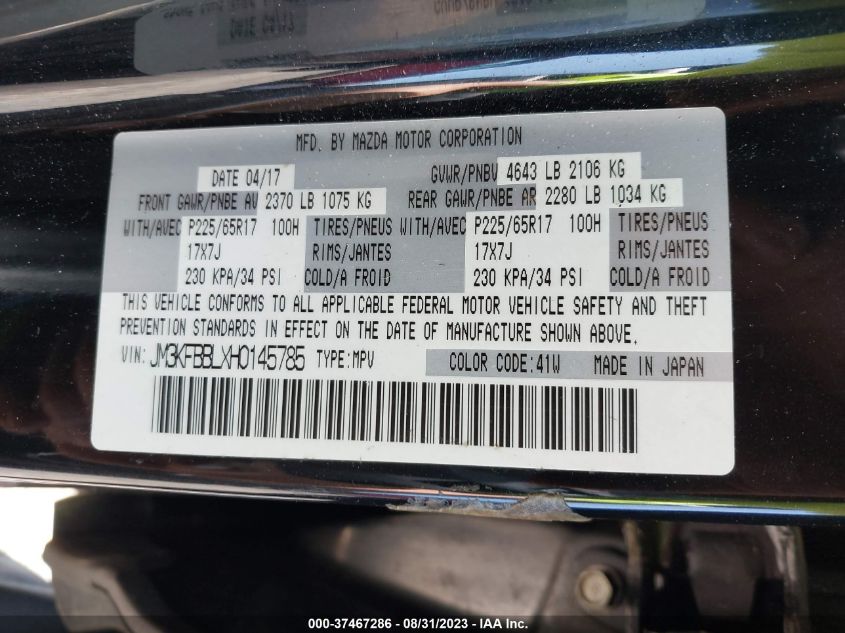 MFD. BY MAZDA MOTOR CORPORATION
DATE 04/17 GVWR/PNBV 4643 LB 2106 KG
FRONT GAWR/PNBE AV 2370 LB 1075 KG REAR GAWR/PNBE AR 2280 LB 1034 KG
WITH/AVEC P225/65R17 100H TIRES/PNEUS WITH/AVEC P225/65R17 100H TIRES/PNEUS
17X7J RIMS/JANTES 17X7J RIMS/JANTES
230 KPA/34 PSI COLD/A FROID 230 KPA/34 PSI COLD/A FROID
THIS VEHICLE CONFORMS TO ALL APPLICABLE FEDERAL MOTOR VEHICLE SAFETY AND THEFT
PREVENTION STANDARDS IN EFFECT ON THE DATE OF MANUFACTURE SHOWN ABOVE.
VIN: JM3KFBBLXH0145785 TYPE:MPV COLOR CODE:41W MADE IN JAPAN
000-37467286 - 08/31/2023 - IAA Inc.